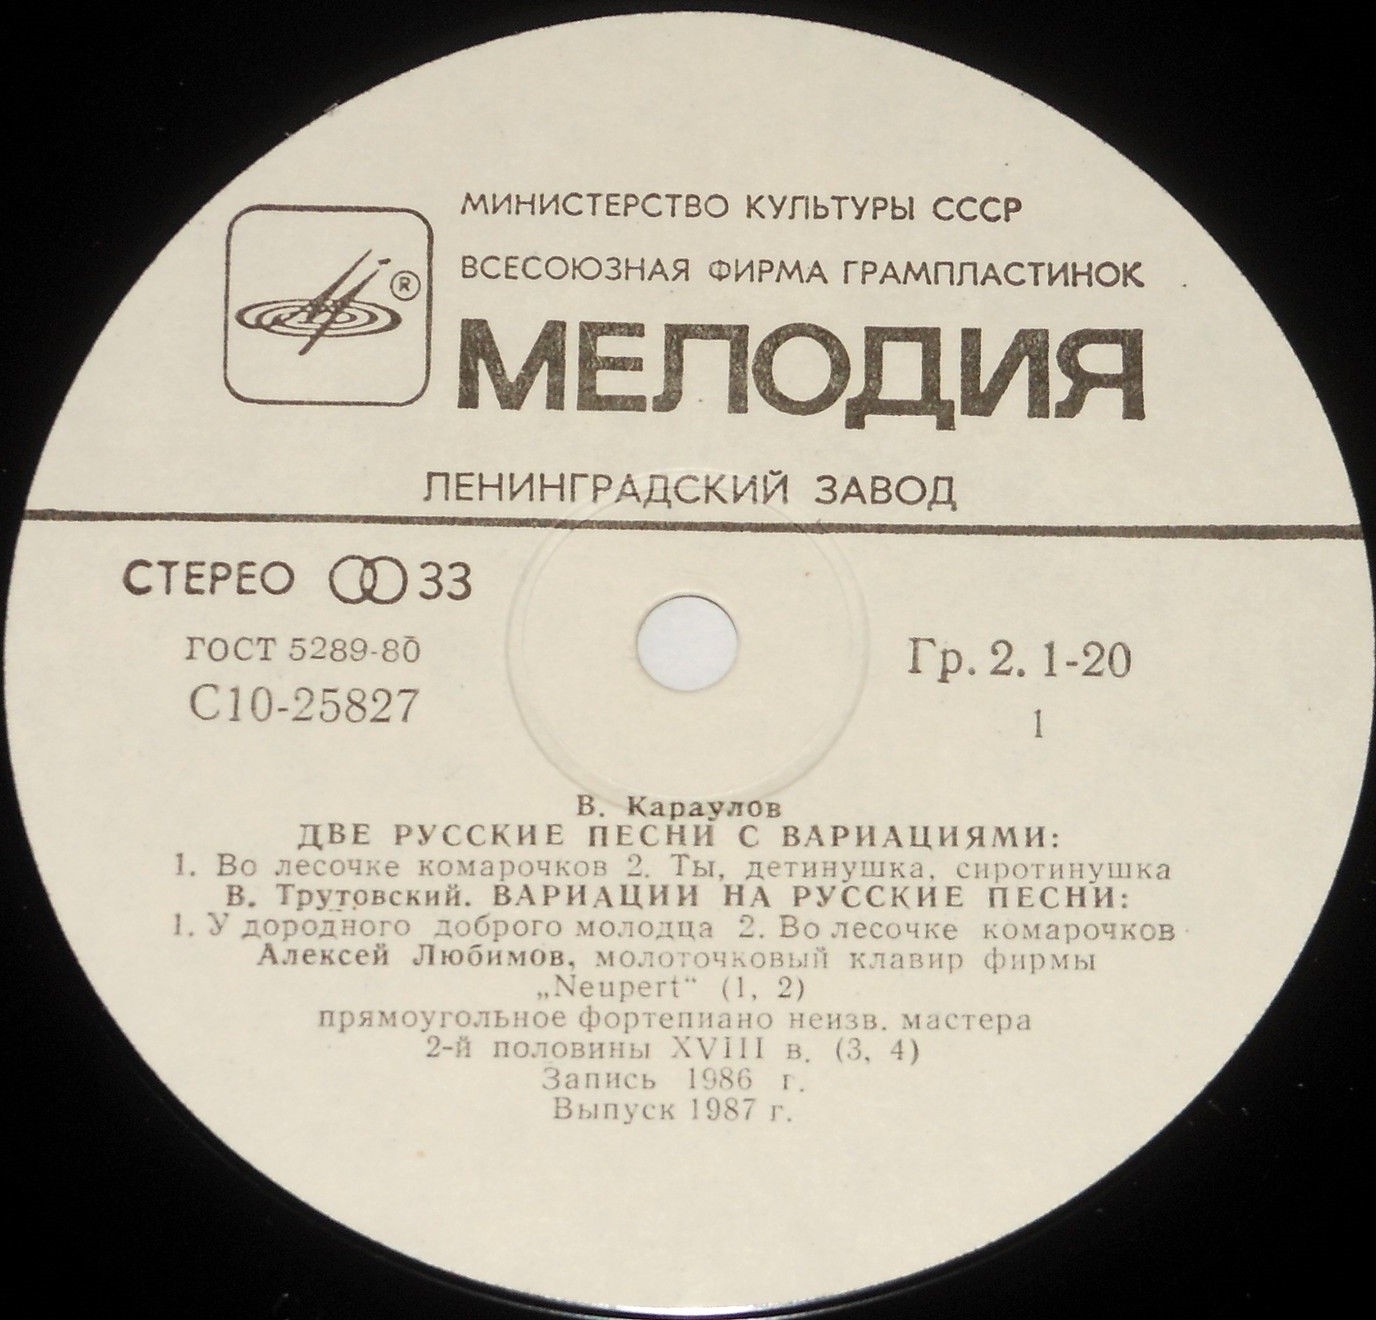 МИНИСТЕРСТВО КУЛЬТУРЫ СССР
ВСЕСОЮЗНАЯ ФИРМА ГРАМПЛАСТИНОК
®
МЕЛОДИЯ
ЛЕНИНГРАДСКИЙ ЗАВОД
СТЕРЕО 33
ГОСТ 5289-80
С10-25827
Гр. 2. 1-20
1
В. Караулов
ДВЕ РУССКИЕ ПЕСНИ С ВАРИАЦИЯМИ:
1. Во лесочке комарочков 2. Ты, детинушка, сиротинушка
В. Трутовский. ВАРИАЦИИ НА РУССКИЕ ПЕСНИ:
1. У дородного доброго молодца 2. Во лесочке комарочков
Алексей Любимов, молоточковый клавир фирмы
„Neupert“ (1, 2)
прямоугольное фортепиано неизв. мастера
2-й половины XVIII в. (3, 4)
Запись 1986 г.
Выпуск 1987 г.